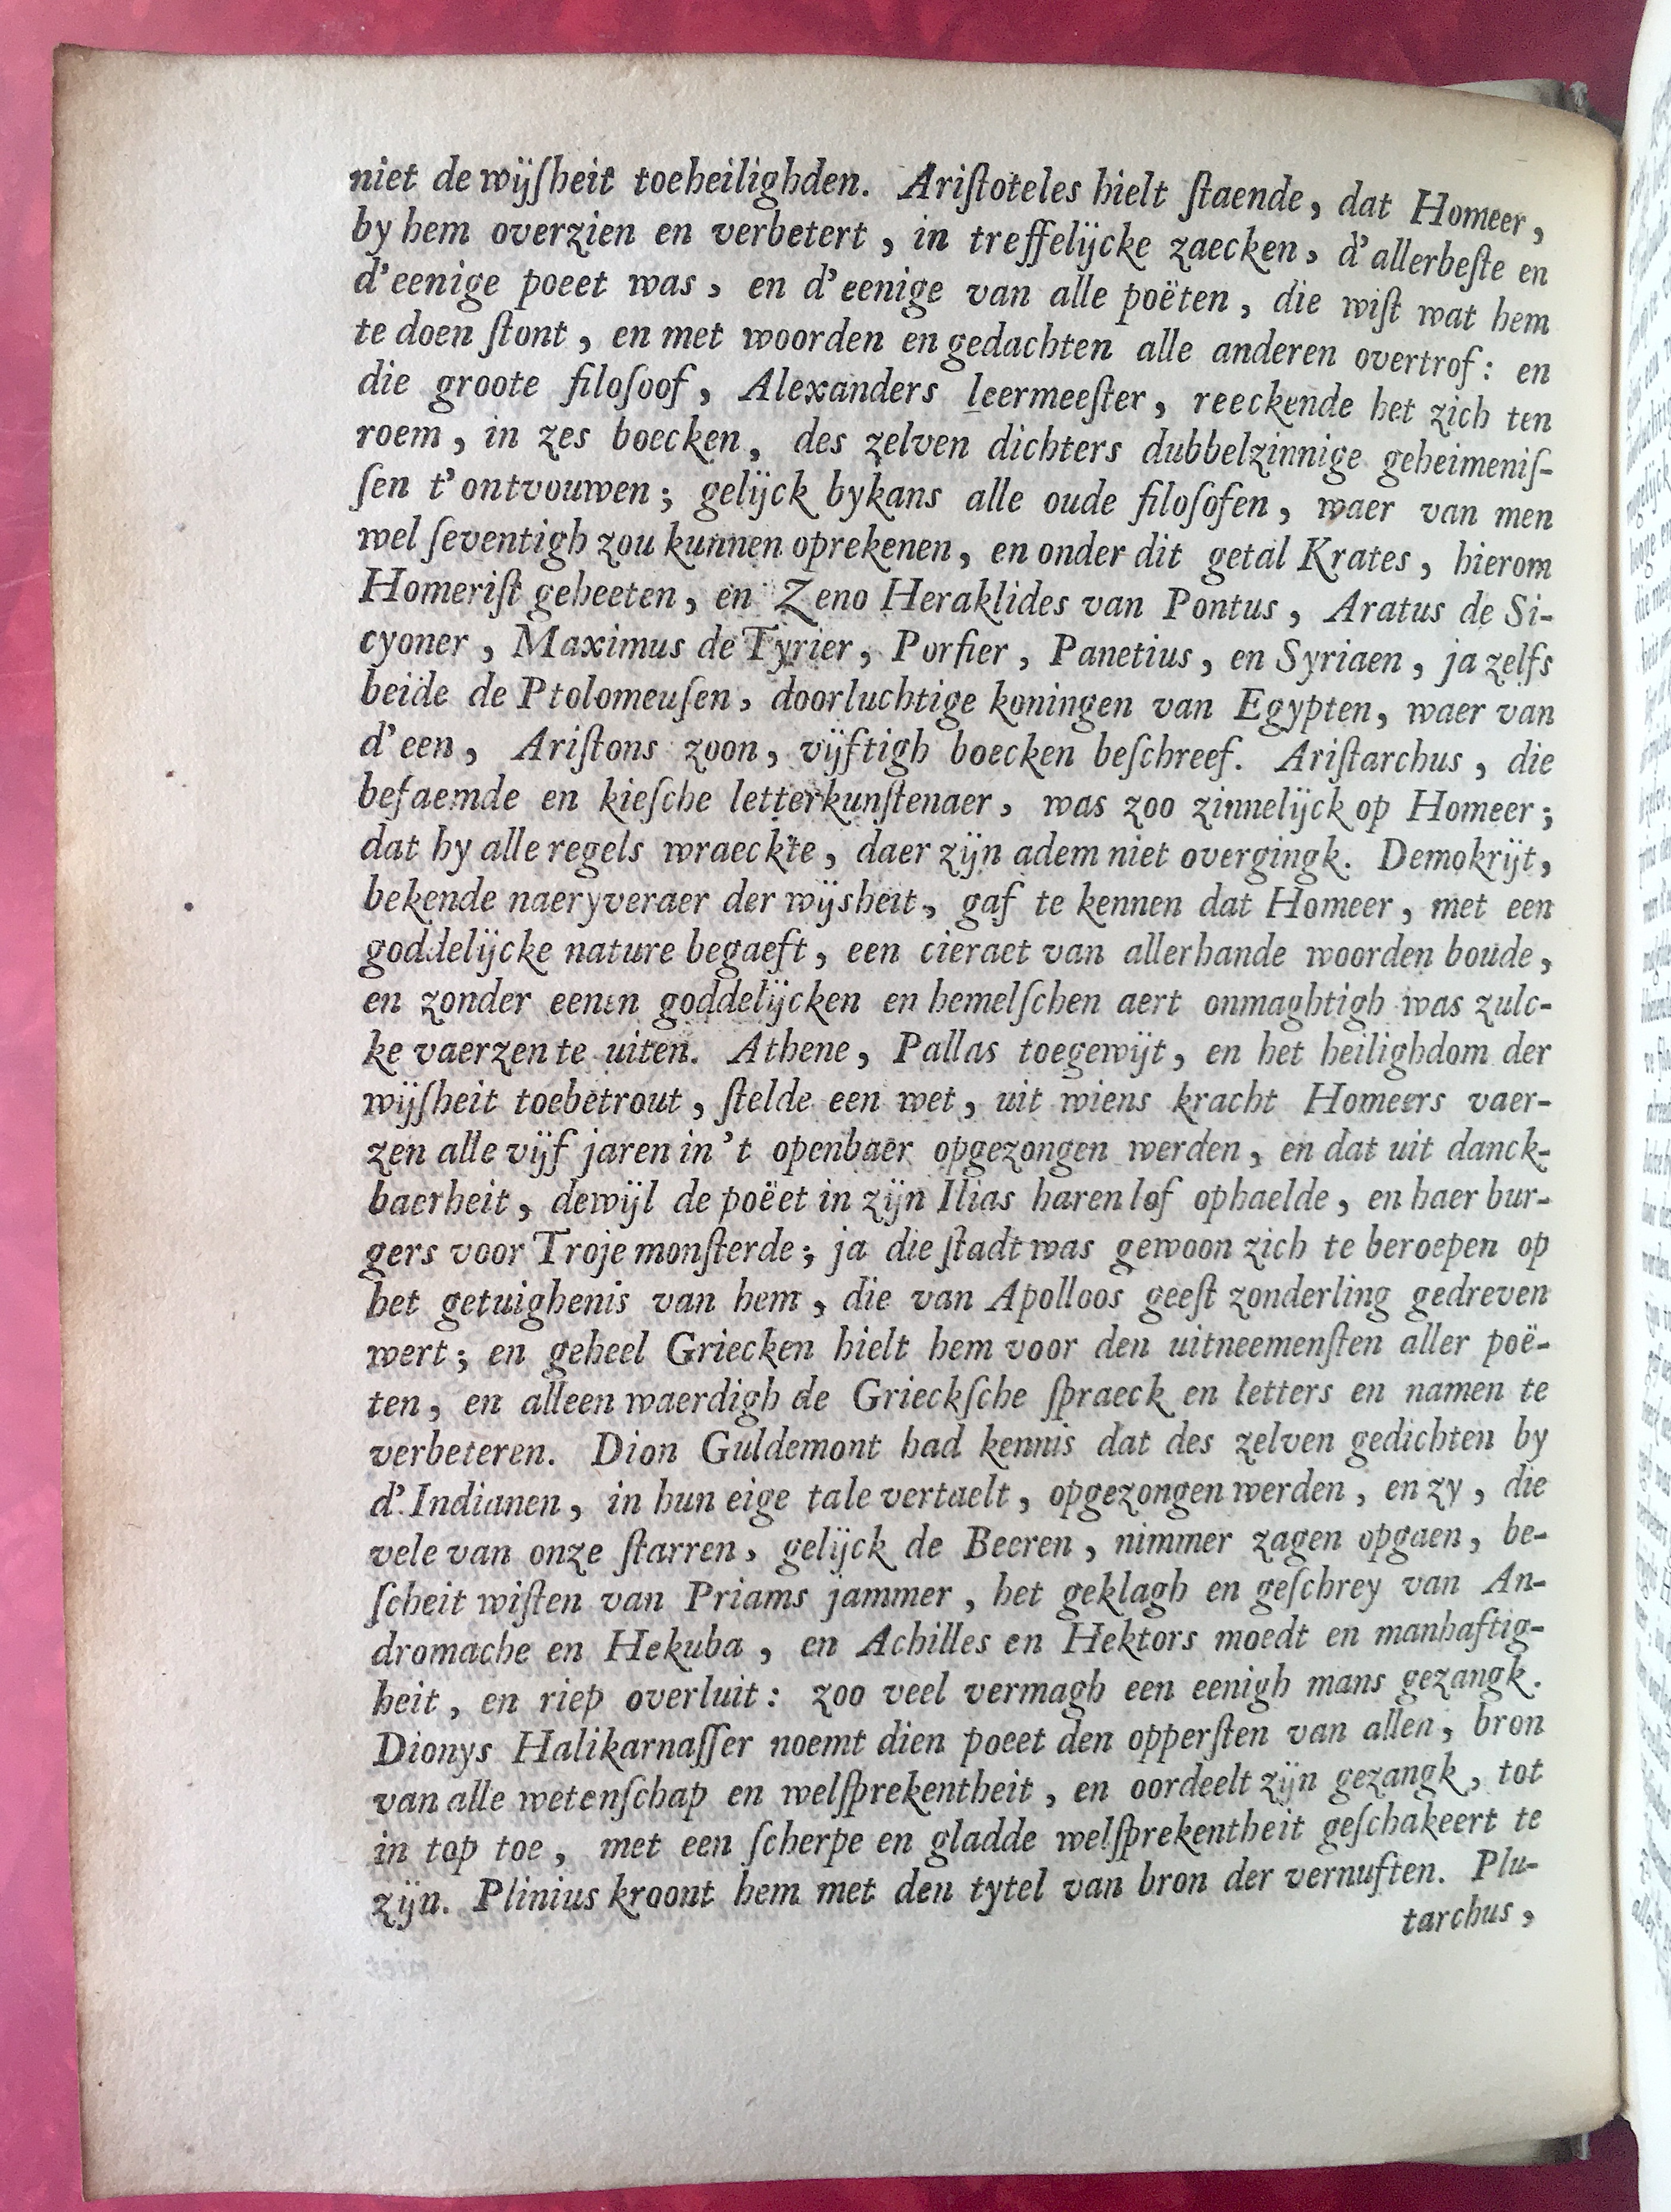 niet de wijſheit toeheilighden. Ariſtoteles hielt ſtaende, dat Homeer,
by hem overzien en verbetert, in treffelijcke zaecken, d'allerbeſte en
d'eenige poeet was, en d'eenige van alle poëten, die wiſt wat hem
te doen ſtont, en met woorden en gedachten alle anderen overtrof: en
die groote filoſoof, Alexanders leermeeſter, reeckende het zich ten
roem, in zes boecken, des zelven dichters dubbelzinnige geheimeniſ-
ſen t'ontvouwen; gelijck bykans alle oude filoſofen, waer van men
wel ſeventigh zou kunnen oprekenen, en onder dit getal Krates, hierom
Homeriſt geheeten, en Zeno Heraklides van Pontus, Aratus de Si-
cyoner, Maximus de Tyrier, Porfier, Panetius, en Syriaen, ja zelfs
beide de Ptolomeuſen, doorluchtige koningen van Egypten, waer van
d'een, Ariſtons zoon, vijftigh boecken beſchreef. Ariſtarchus, die
befaemde en kieſche letterkunſtenaer, was zoo zinnelijck op Homeer;
dat hy alle regels wraeckte, daer zijn adem niet overgingk. Demokrijt,
bekende naeryveraer der wijsheit, gaf te kennen dat Homeer, met een
goddelijcke nature begaeft, een cieraet van allerhande woorden boude,
en zonder eenen goddelijcken en hemelſchen aert onmaghtigh was zulc-
ke vaerzen te uiten. Athene, Pallas toegewijt, en het heilighdom der
wijſheit toebetrout, ſtelde een wet, uit wiens kracht Homeers vaer-
zen alle vijf jaren in 't openbaer opgezongen werden, en dat uit danck-
baerheit, dewijl de poëet in zijn Ilias haren lof ophaelde, en haer bur-
gers voor Troje monſterde; ja die ſtadt was gewoon zich te beroepen op
het getuighenis van hem, die van Apolloos geeſt zonderling gedreven
wert; en geheel Griecken hielt hem voor den uitneemenſten aller poë-
ten, en alleen waerdigh de Grieckſche ſpraeck en letters en namen te
verbeteren. Dion Guldemont had kennis dat des zelven gedichten by
d'Indianen, in hun eige tale vertaelt, opgezongen werden, en zy, die
vele van onze ſtarren, gelijck de Beeren, nimmer zagen opgaen, be-
ſcheit wiſten van Priams jammer, het geklagh en geſchrey van An-
dromache en Hekuba, en Achilles en Hektors moedt en manhaftig-
heit, en riep overluit: zoo veel vermagh een eenigh mans gezangk.
Dionys Halikarnaſſer noemt dien poeet den opperſten van allen, bron
van alle wetenſchap en welſprekentheit, en oordeelt zijn gezangk, tot
in top toe, met een ſcherpe en gladde welſprekentheit geſchakeert te
zijn. Plinius kroont hem met den tytel van bron der vernuften. Plu-
tarchus,